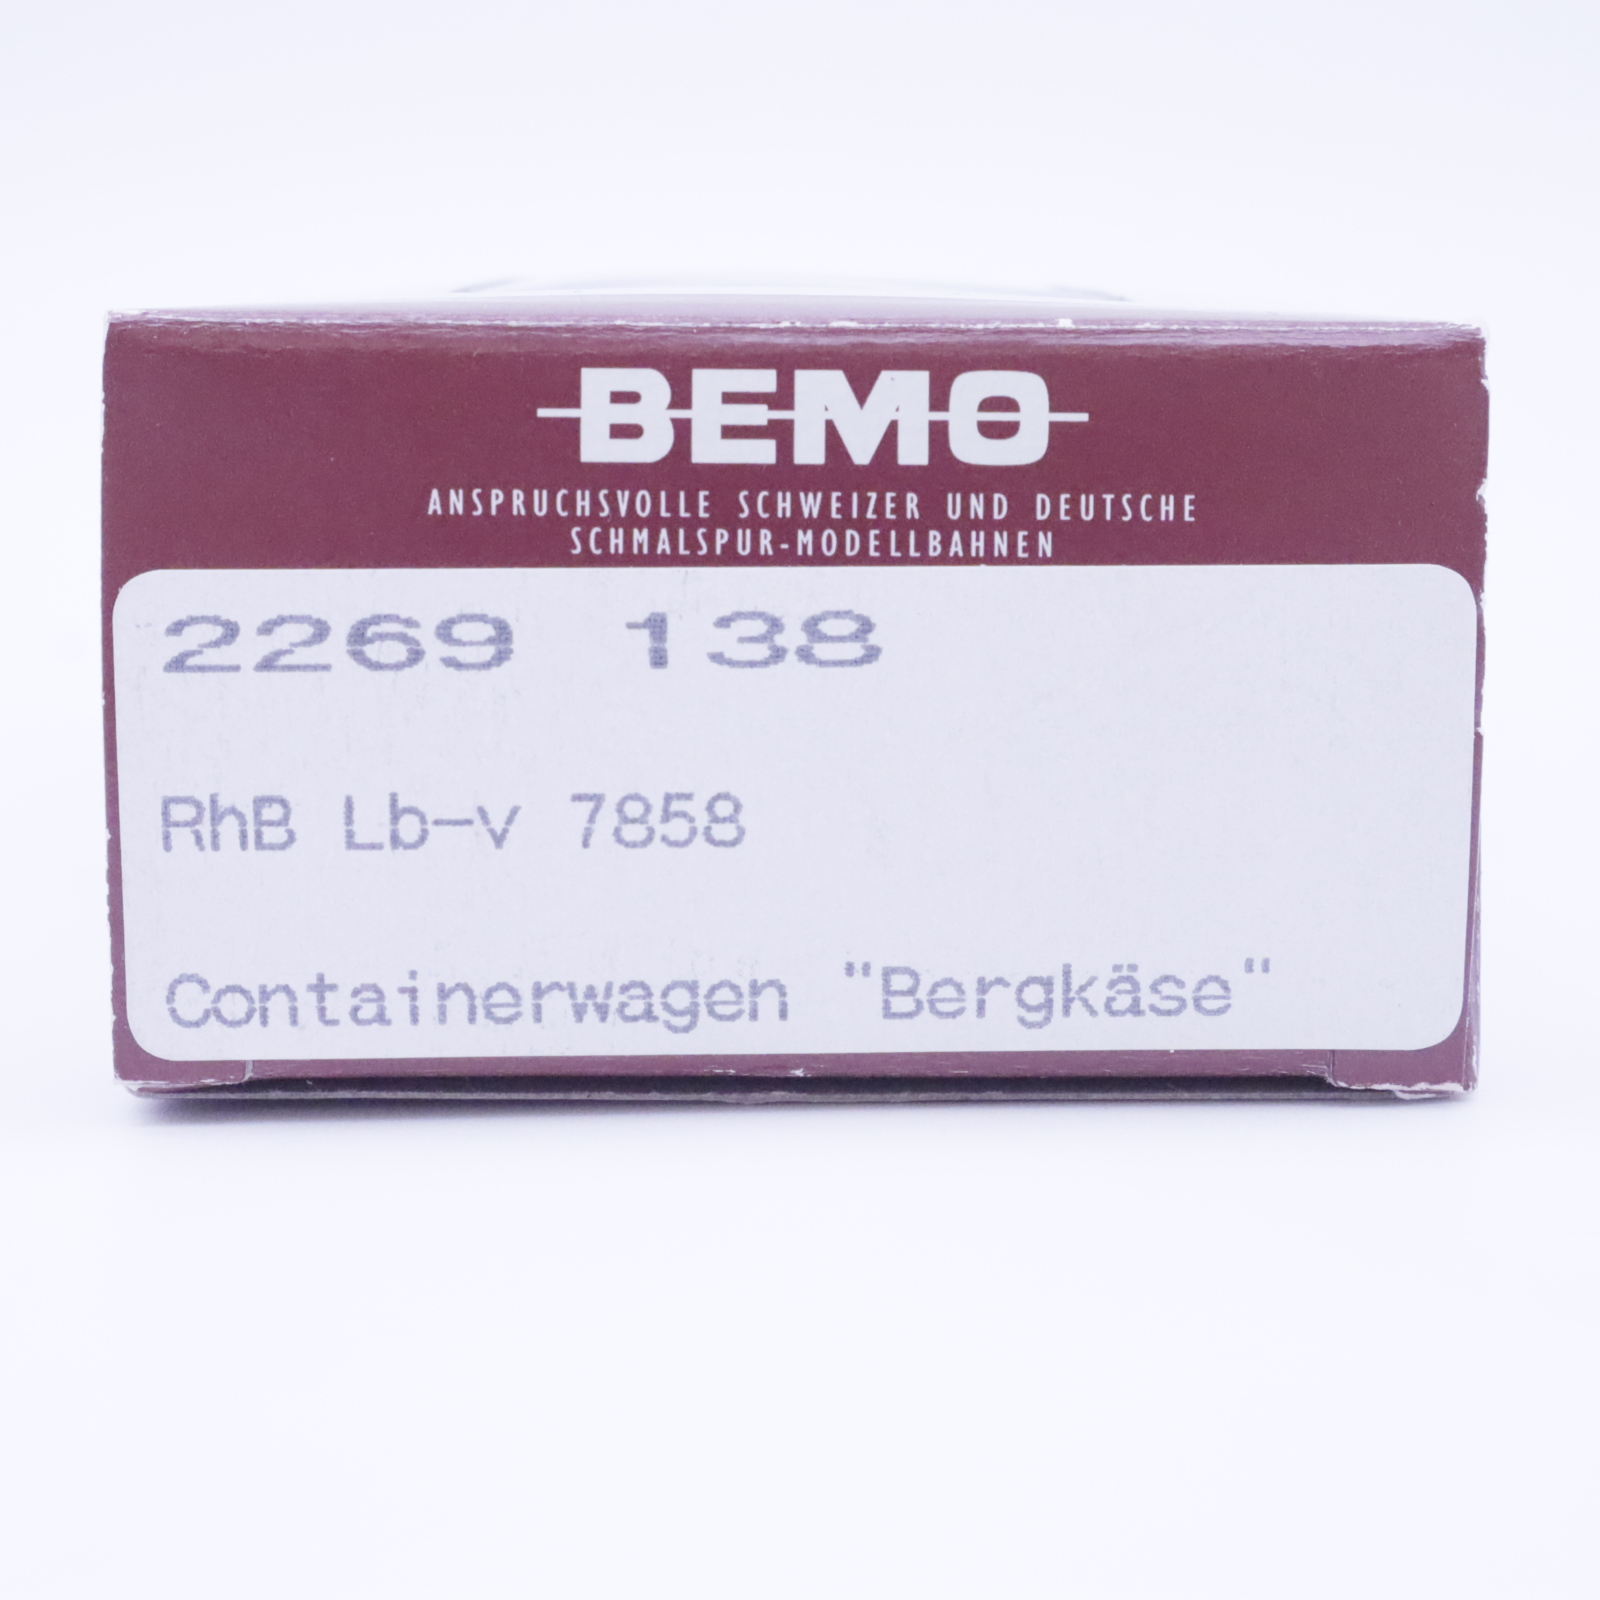 BEMO
ANSPRUCHSVOLLE SCHWEIZER UND DEUTSCHE
SCHMALSPUR-MODELLBAHNEN
2269 138
RhB Lb-v 7858
Containerwagen "Bergkäse"